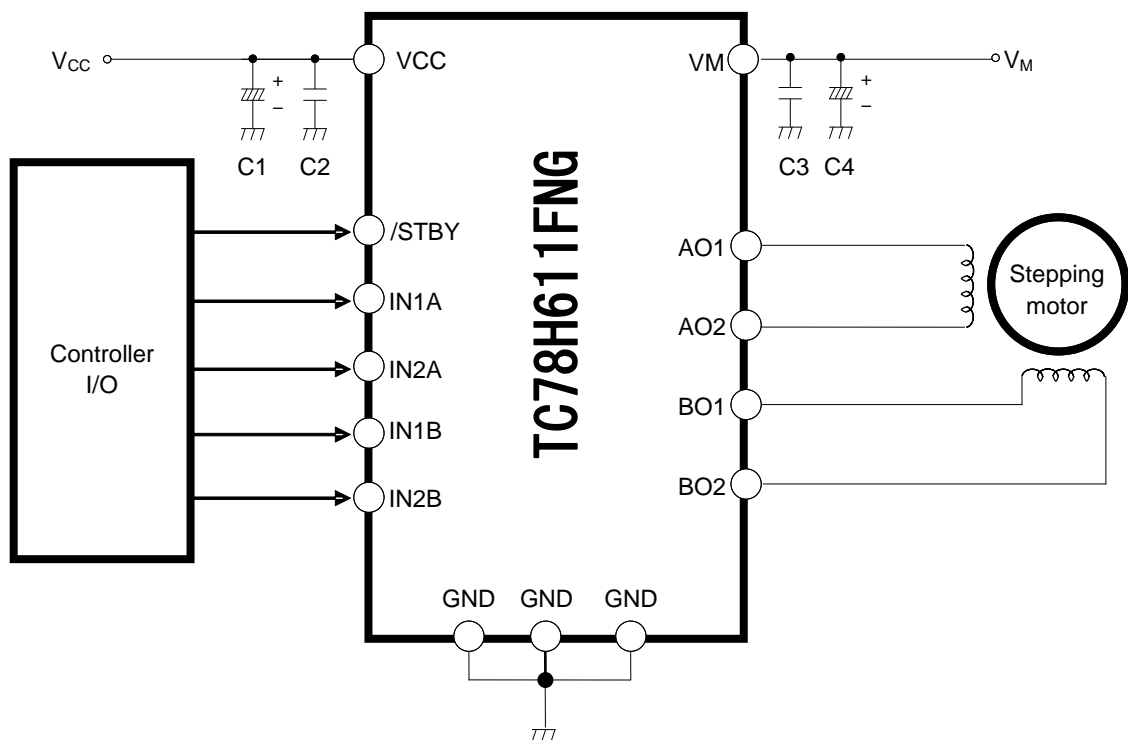 VCC
VCC
VM
VM
+
−
+
−
C1
C2
C3
C4
TC78H611FNG
Controller
I/O
/STBY
IN1A
IN2A
IN1B
IN2B
AO1
AO2
BO1
BO2
Stepping
motor
GND
GND
GND